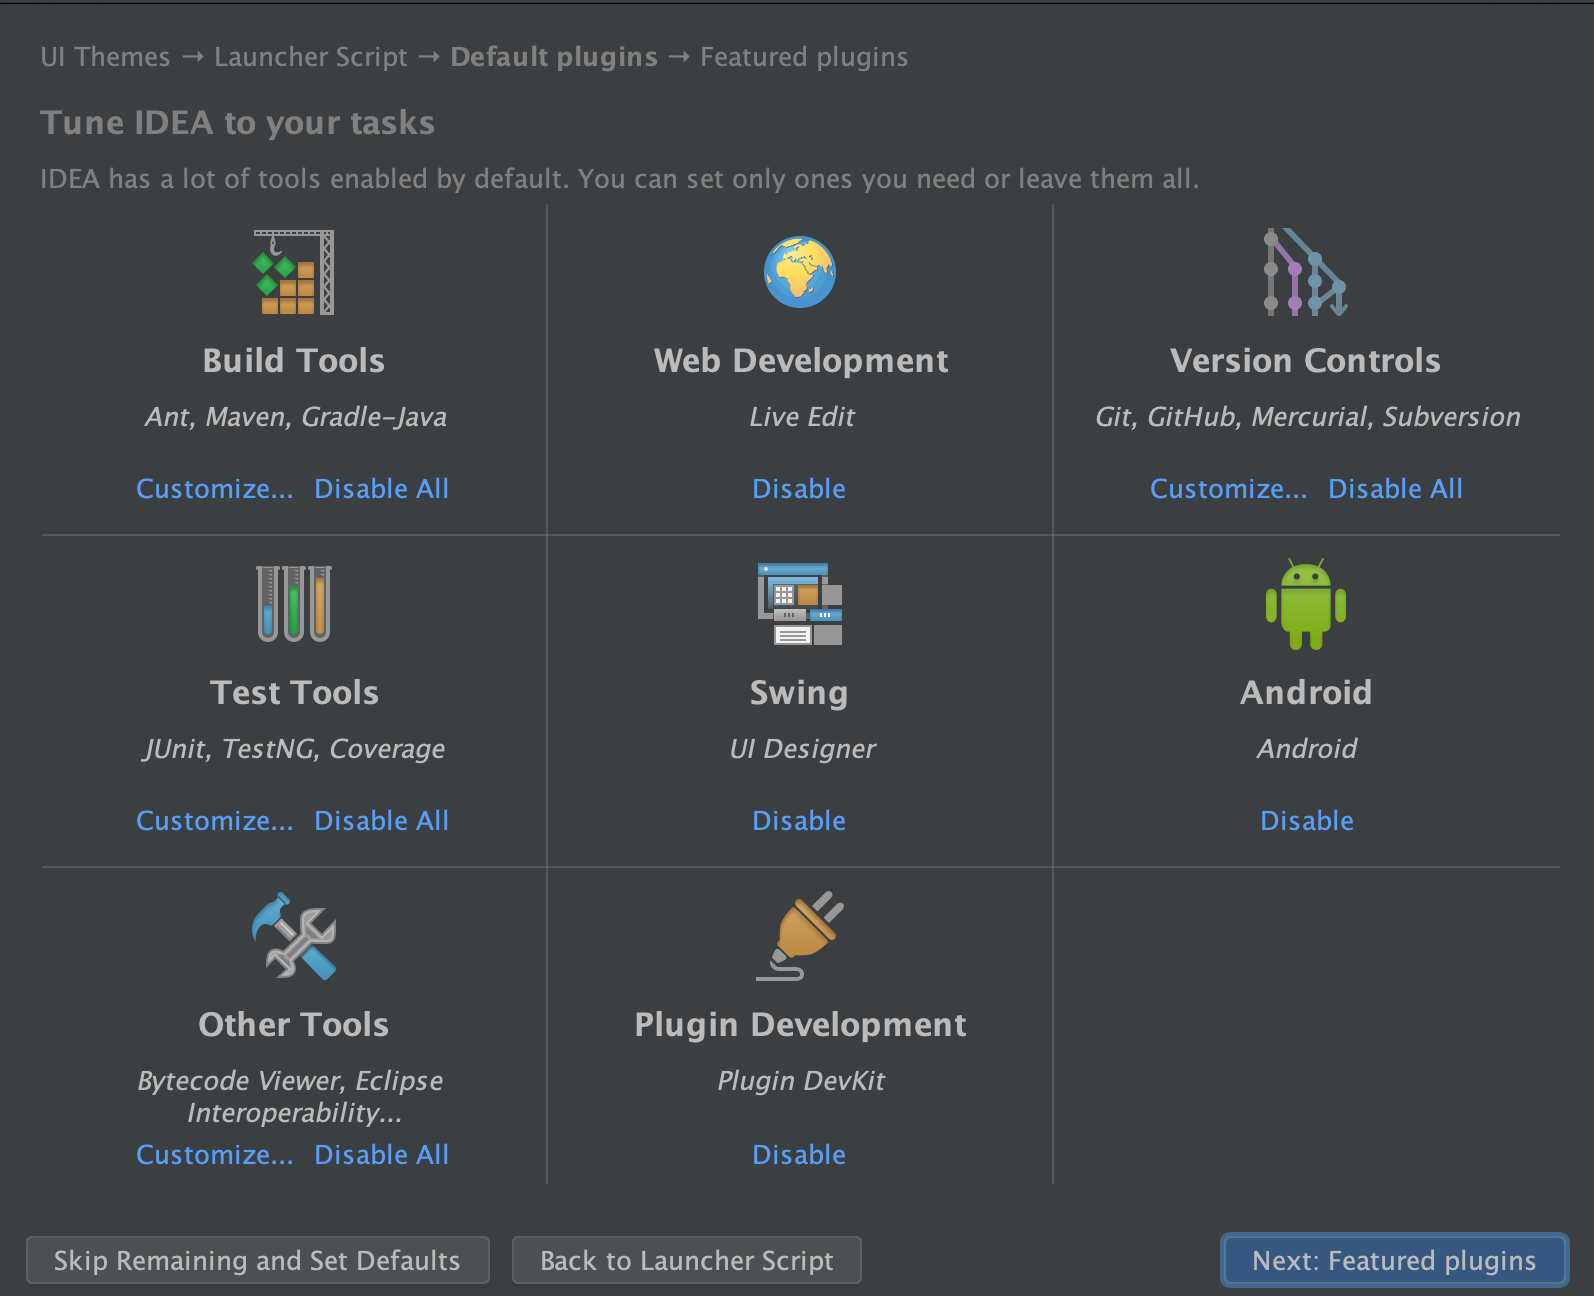 UI Themes → Launcher Script → Default plugins → Featured plugins
Tune IDEA to your tasks
IDEA has a lot of tools enabled by default. You can set only ones you need or leave them all.
Build Tools
Ant, Maven, Gradle-Java
Customize... Disable All
Web Development
Live Edit
Disable
Version Controls
Git, GitHub, Mercurial, Subversion
Customize... Disable All
Test Tools
JUnit, TestNG, Coverage
Customize... Disable All
Swing
UI Designer
Disable
Android
Android
Disable
Other Tools
Bytecode Viewer, Eclipse
Interoperability...
Customize... Disable All
Plugin Development
Plugin DevKit
Disable
Skip Remaining and Set Defaults
Back to Launcher Script
Next: Featured plugins